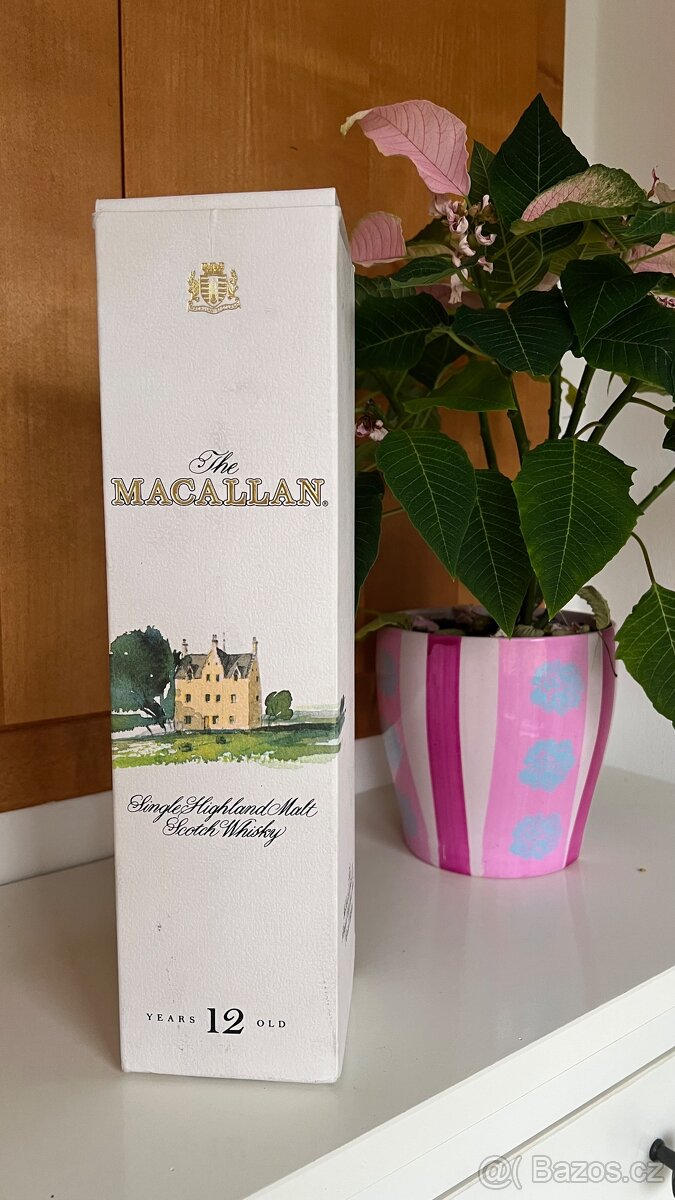 The
MACALLAN®
Single Highland Malt
Scotch Whisky
YEARS 12 OLD
Bazos.cz